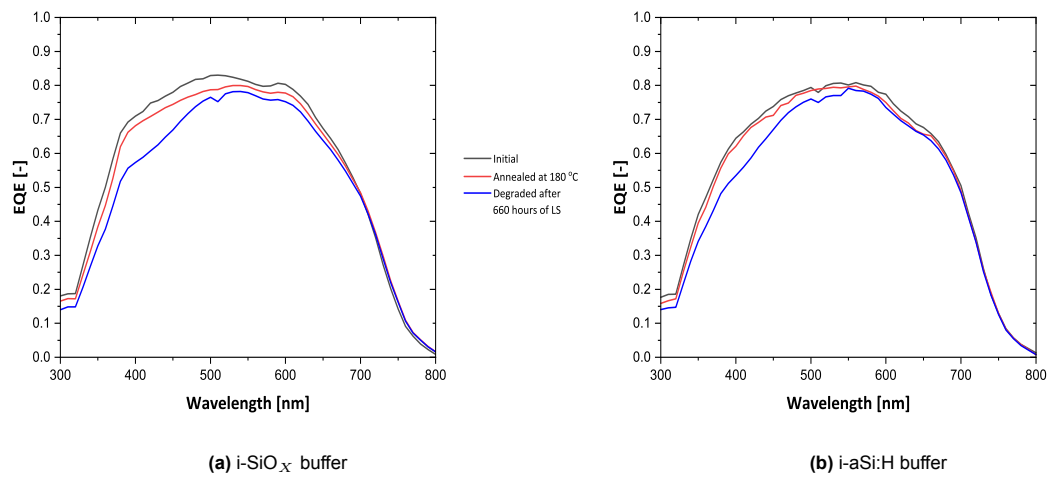 1.0
0.9
0.8
0.7
0.6
0.5
0.4
0.3
0.2
0.1
0.0
EQE [-]
300 400 500 600 700 800
Wavelength [nm]
Initial
Annealed at 180 °C
Degraded after
660 hours of LS
1.0
0.9
0.8
0.7
0.6
0.5
0.4
0.3
0.2
0.1
0.0
EQE [-]
300 400 500 600 700 800
Wavelength [nm]
(a) i-SiOX buffer
(b) i-aSi:H buffer